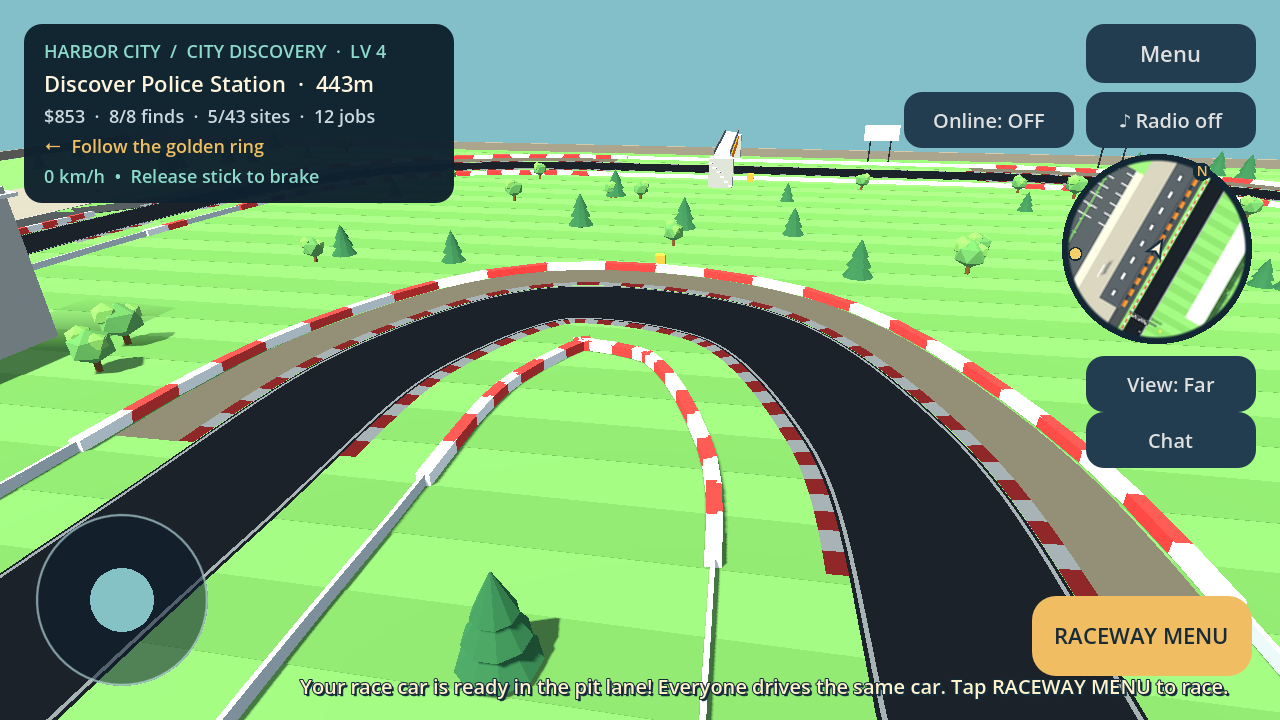 HARBOR CITY / CITY DISCOVERY · LV 4
Discover Police Station · 443m
$853 · 8/8 finds · 5/43 sites · 12 jobs
← Follow the golden ring
0 km/h • Release stick to brake
Menu
Online: OFF
♪ Radio off
N
View: Far
Chat
RACEWAY MENU
Your race car is ready in the pit lane! Everyone drives the same car. Tap RACEWAY MENU to race.